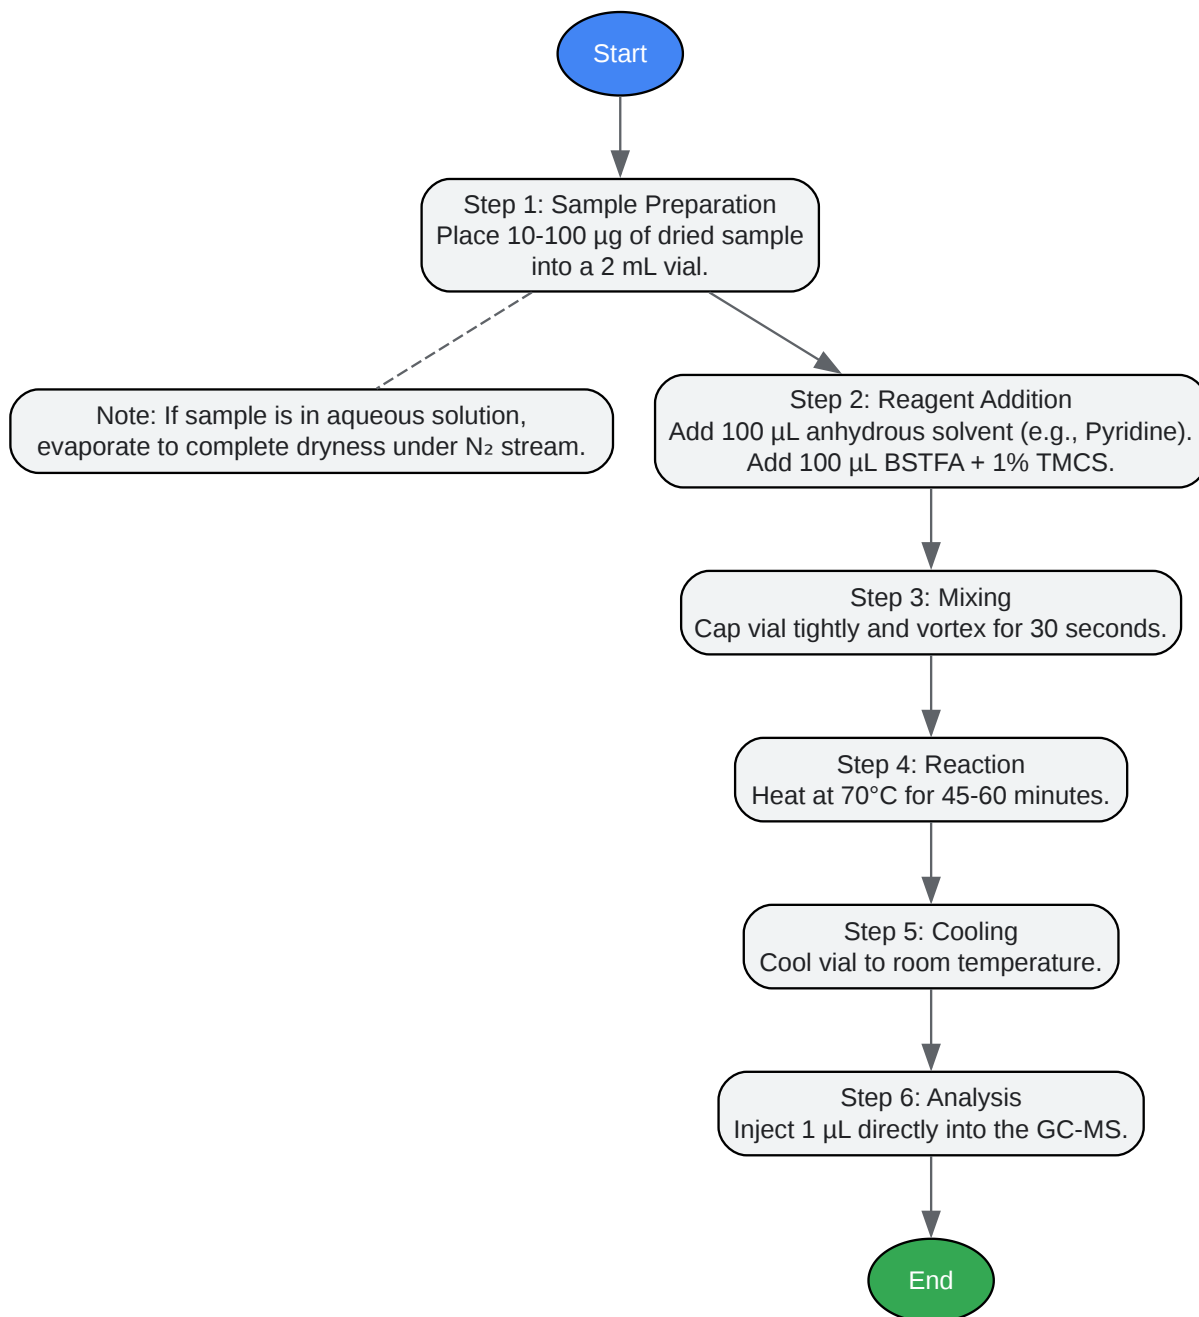 Start
Step 1: Sample Preparation
Place 10-100 µg of dried sample
into a 2 mL vial.
Note: If sample is in aqueous solution,
evaporate to complete dryness under N₂ stream.
Step 2: Reagent Addition
Add 100 µL anhydrous solvent (e.g., Pyridine).
Add 100 µL BSTFA + 1% TMCS.
Step 3: Mixing
Cap vial tightly and vortex for 30 seconds.
Step 4: Reaction
Heat at 70°C for 45-60 minutes.
Step 5: Cooling
Cool vial to room temperature.
Step 6: Analysis
Inject 1 µL directly into the GC-MS.
End